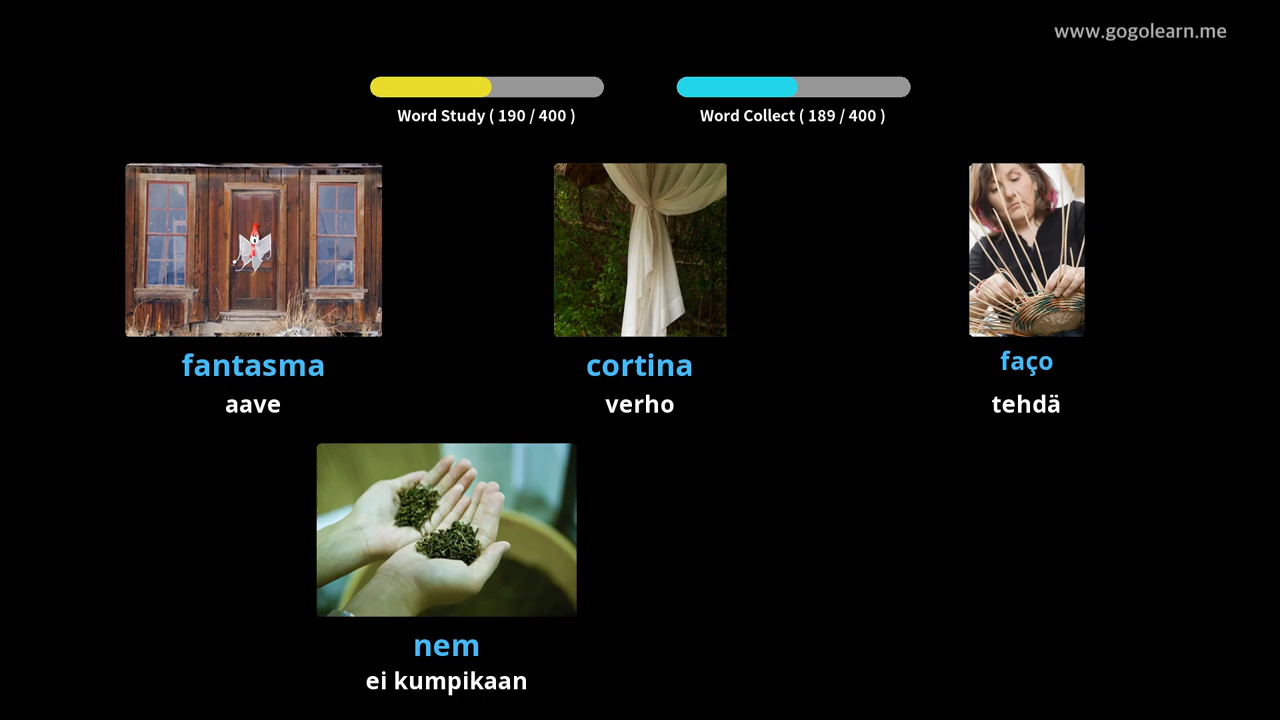 www.gogolearn.me
Word Study ( 190 / 400 )
Word Collect ( 189 / 400 )
fantasma
aave
cortina
verho
faço
tehdä
nem
ei kumpikaan